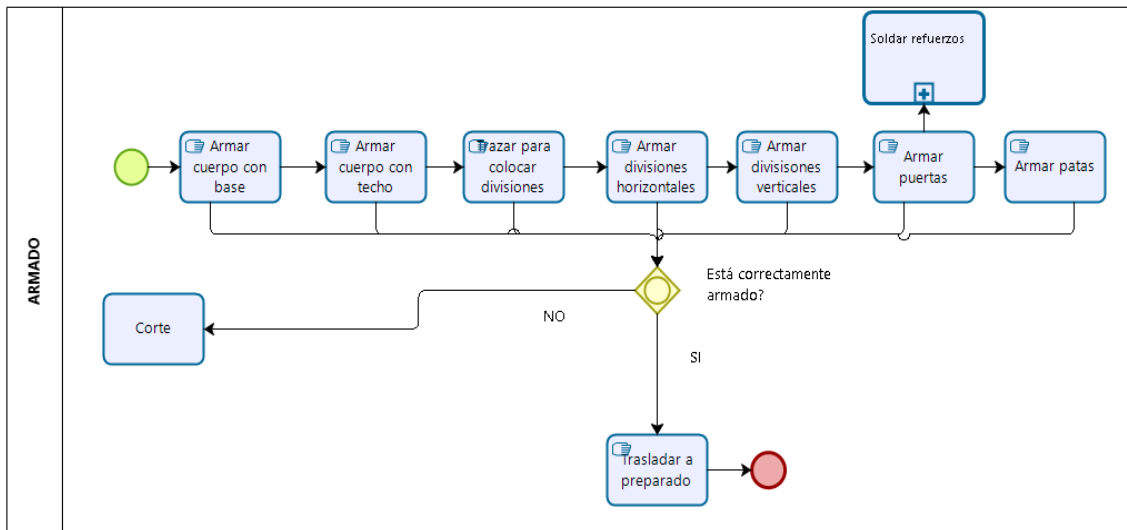 ARMADO
Soldar refuerzos
Armar
cuerpo con
base
Armar
cuerpo con
techo
Trazar para
colocar
divisiones
Armar
divisiones
horizontales
Armar
divisisones
verticales
Armar
puertas
Armar patas
Está correctamente
armado?
NO
SI
Corte
Trasladar a
preparado